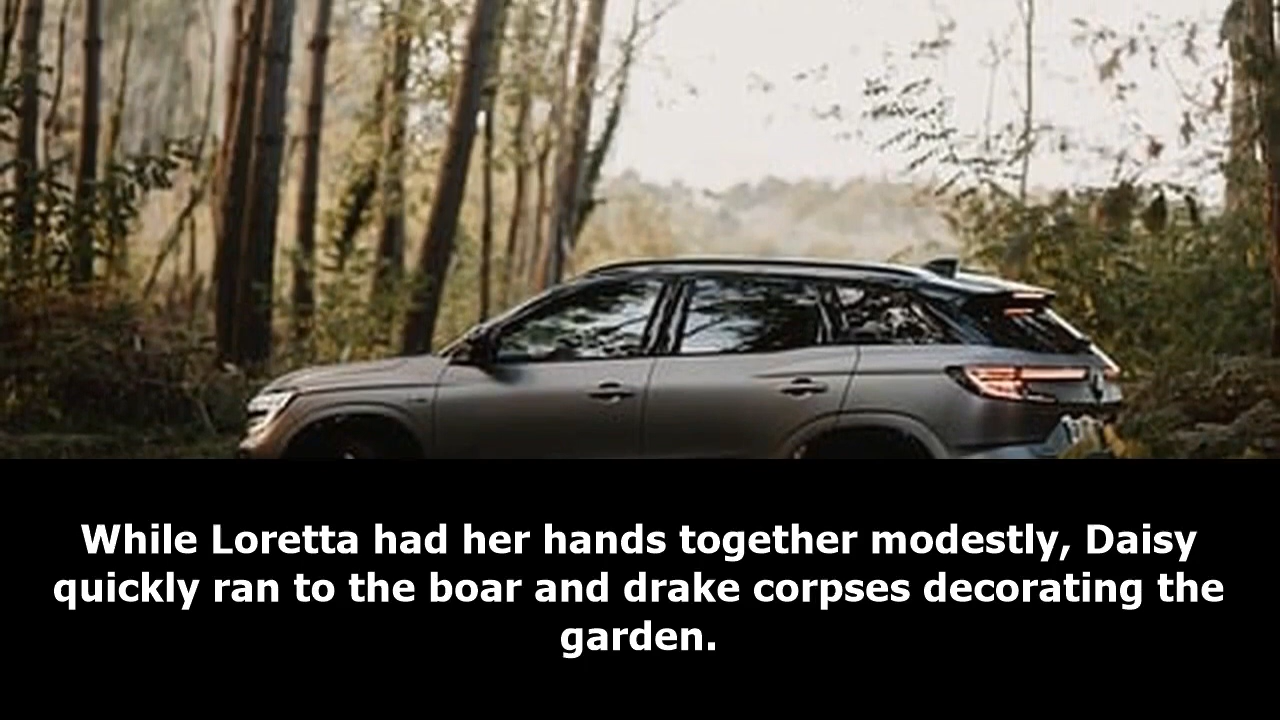 While Loretta had her hands together modestly, Daisy
quickly ran to the boar and drake corpses decorating the
garden.